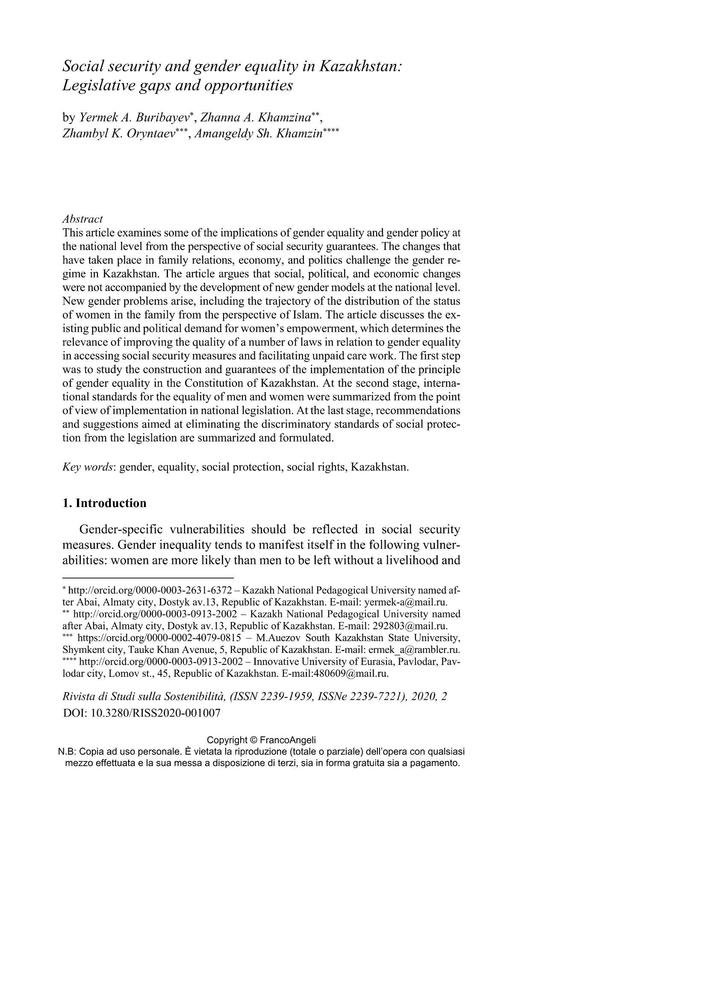 Social security and gender equality in Kazakhstan:
Legislative gaps and opportunities
by Yermek A. Buribayev*, Zhanna A. Khamzina**,
Zhambyl K. Oryntaev***, Amangeldy Sh. Khamzin****
Abstract
This article examines some of the implications of gender equality and gender policy at
the national level from the perspective of social security guarantees. The changes that
have taken place in family relations, economy, and politics challenge the gender re-
gime in Kazakhstan. The article argues that social, political, and economic changes
were not accompanied by the development of new gender models at the national level.
New gender problems arise, including the trajectory of the distribution of the status
of women in the family from the perspective of Islam. The article discusses the ex-
isting public and political demand for women’s empowerment, which determines the
relevance of improving the quality of a number of laws in relation to gender equality
in accessing social security measures and facilitating unpaid care work. The first step
was to study the construction and guarantees of the implementation of the principle
of gender equality in the Constitution of Kazakhstan. At the second stage, interna-
tional standards for the equality of men and women were summarized from the point
of view of implementation in national legislation. At the last stage, recommendations
and suggestions aimed at eliminating the discriminatory standards of social protec-
tion from the legislation are summarized and formulated.
Key words: gender, equality, social protection, social rights, Kazakhstan.
1. Introduction
Gender-specific vulnerabilities should be reflected in social security
measures. Gender inequality tends to manifest itself in the following vulner-
abilities: women are more likely than men to be left without a livelihood and
* http://orcid.org/0000-0003-2631-6372 – Kazakh National Pedagogical University named af-
ter Abai, Almaty city, Dostyk av.13, Republic of Kazakhstan. E-mail: yermek-a@mail.ru.
** http://orcid.org/0000-0003-0913-2002 – Kazakh National Pedagogical University named
after Abai, Almaty city, Dostyk av.13, Republic of Kazakhstan. E-mail: 292803@mail.ru.
*** https://orcid.org/0000-0002-4079-0815 – M.Auezov South Kazakhstan State University,
Shymkent city, Tauke Khan Avenue, 5, Republic of Kazakhstan. E-mail: ermek_a@rambler.ru.
**** http://orcid.org/0000-0003-0913-2002 – Innovative University of Eurasia, Pavlodar, Pav-
lodar city, Lomov st., 45, Republic of Kazakhstan. E-mail:480609@mail.ru.
Rivista di Studi sulla Sostenibilità, (ISSN 2239-1959, ISSNe 2239-7221), 2020, 2
DOI: 10.3280/RISS2020-001007
Copyright © FrancoAngeli
N.B: Copia ad uso personale. È vietata la riproduzione (totale o parziale) dell’opera con qualsiasi
mezzo effettuata e la sua messa a disposizione di terzi, sia in forma gratuita sia a pagamento.